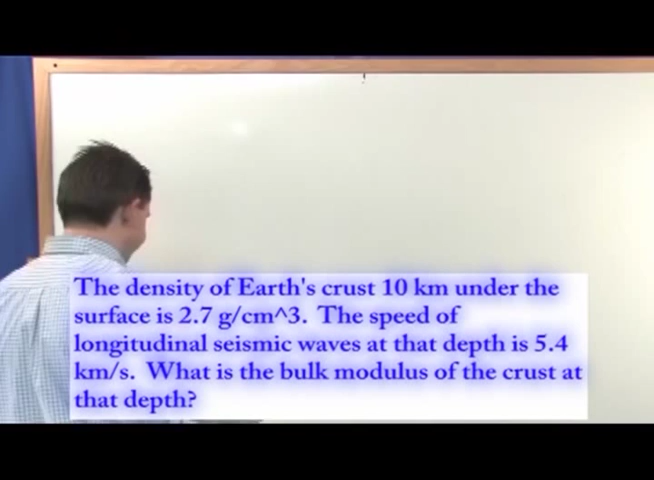 The density of Earth's crust 10 km under the
surface is 2.7 g/cm^3. The speed of
longitudinal seismic waves at that depth is 5.4
km/s. What is the bulk modulus of the crust at
that depth?